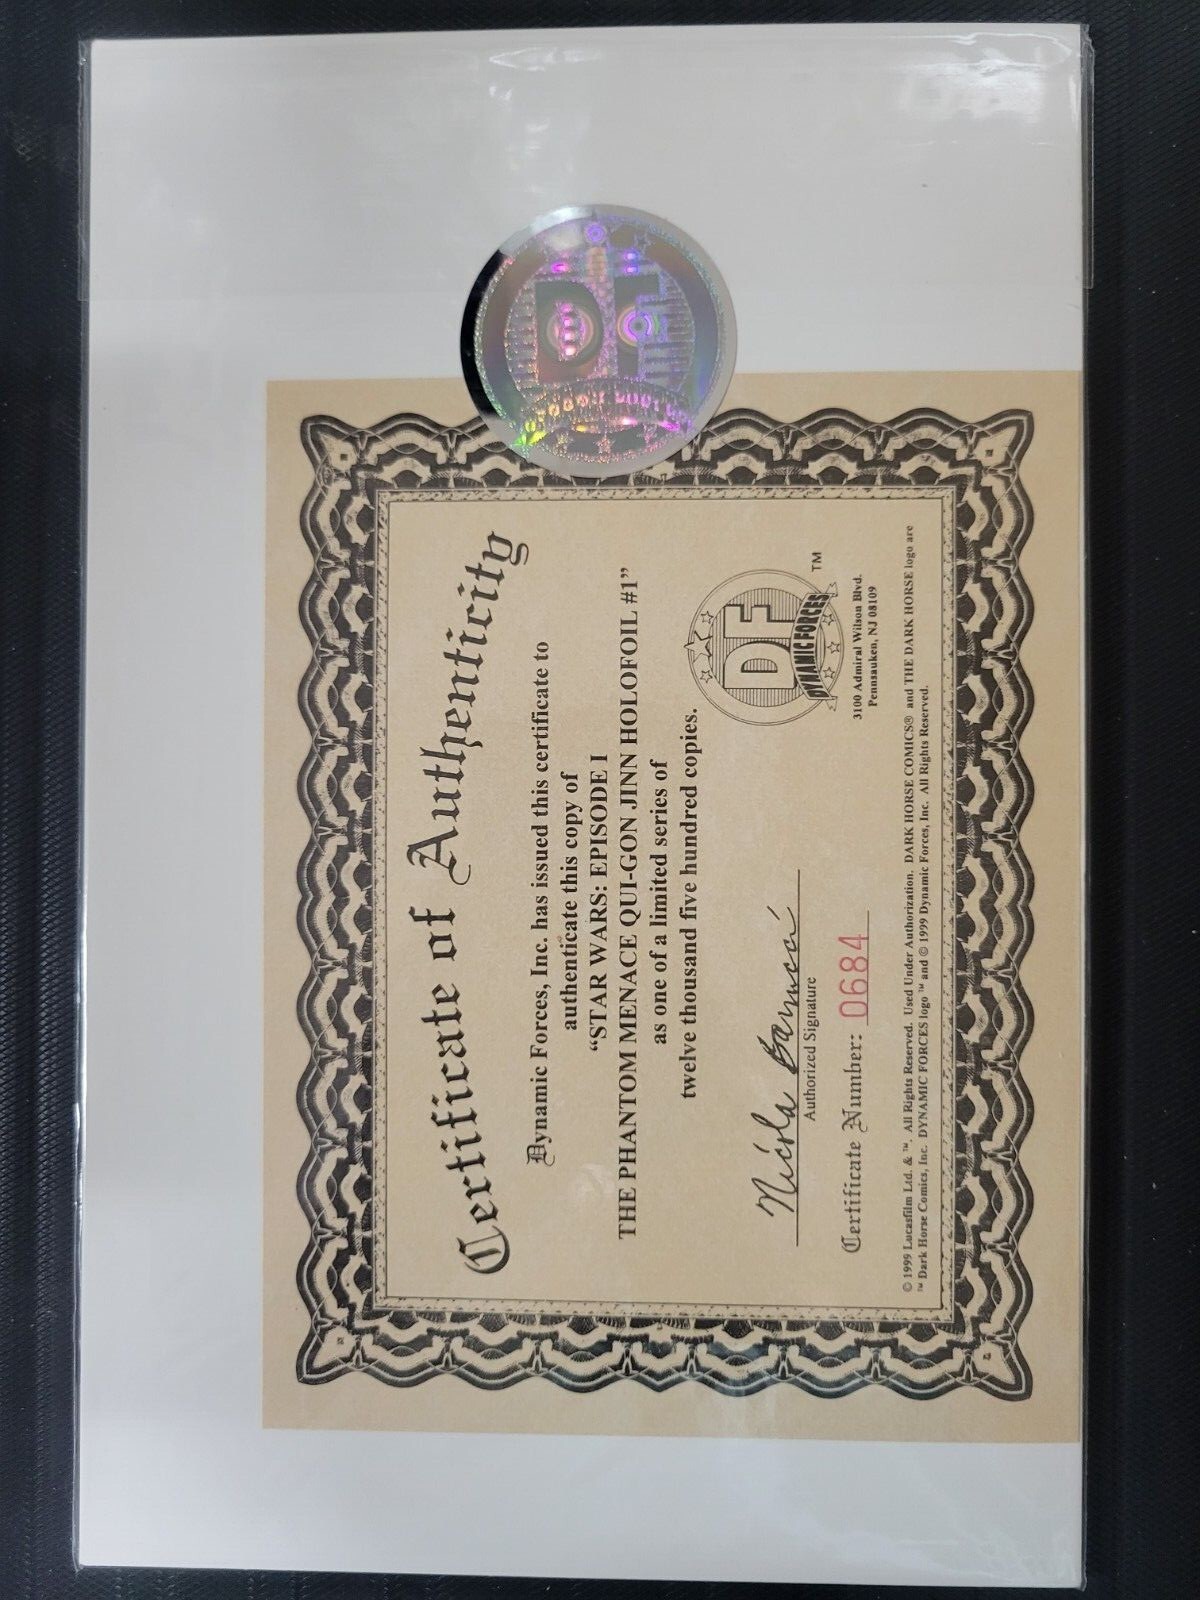 Certificate of Authenticity
Dynamic Forces, Inc. has issued this certificate to
authenticate this copy of
“STAR WARS: EPISODE I
THE PHANTOM MENACE QUI-GON JINN HOLOFOIL #1”
as one of a limited series of
twelve thousand five hundred copies.
Nicola Barrucci
Authorized Signature
Certificate Number: 0684
DF
DYNAMIC FORCES
TM
3100 Admiral Wilson Blvd.
Pennsauken, NJ 08109
© 1999 Lucasfilm Ltd. & ™. All Rights Reserved. Used Under Authorization. DARK HORSE COMICS® and THE DARK HORSE logo are
™ Dark Horse Comics, Inc. DYNAMIC FORCES logo ™ and © 1999 Dynamic Forces, Inc. All Rights Reserved.
DF